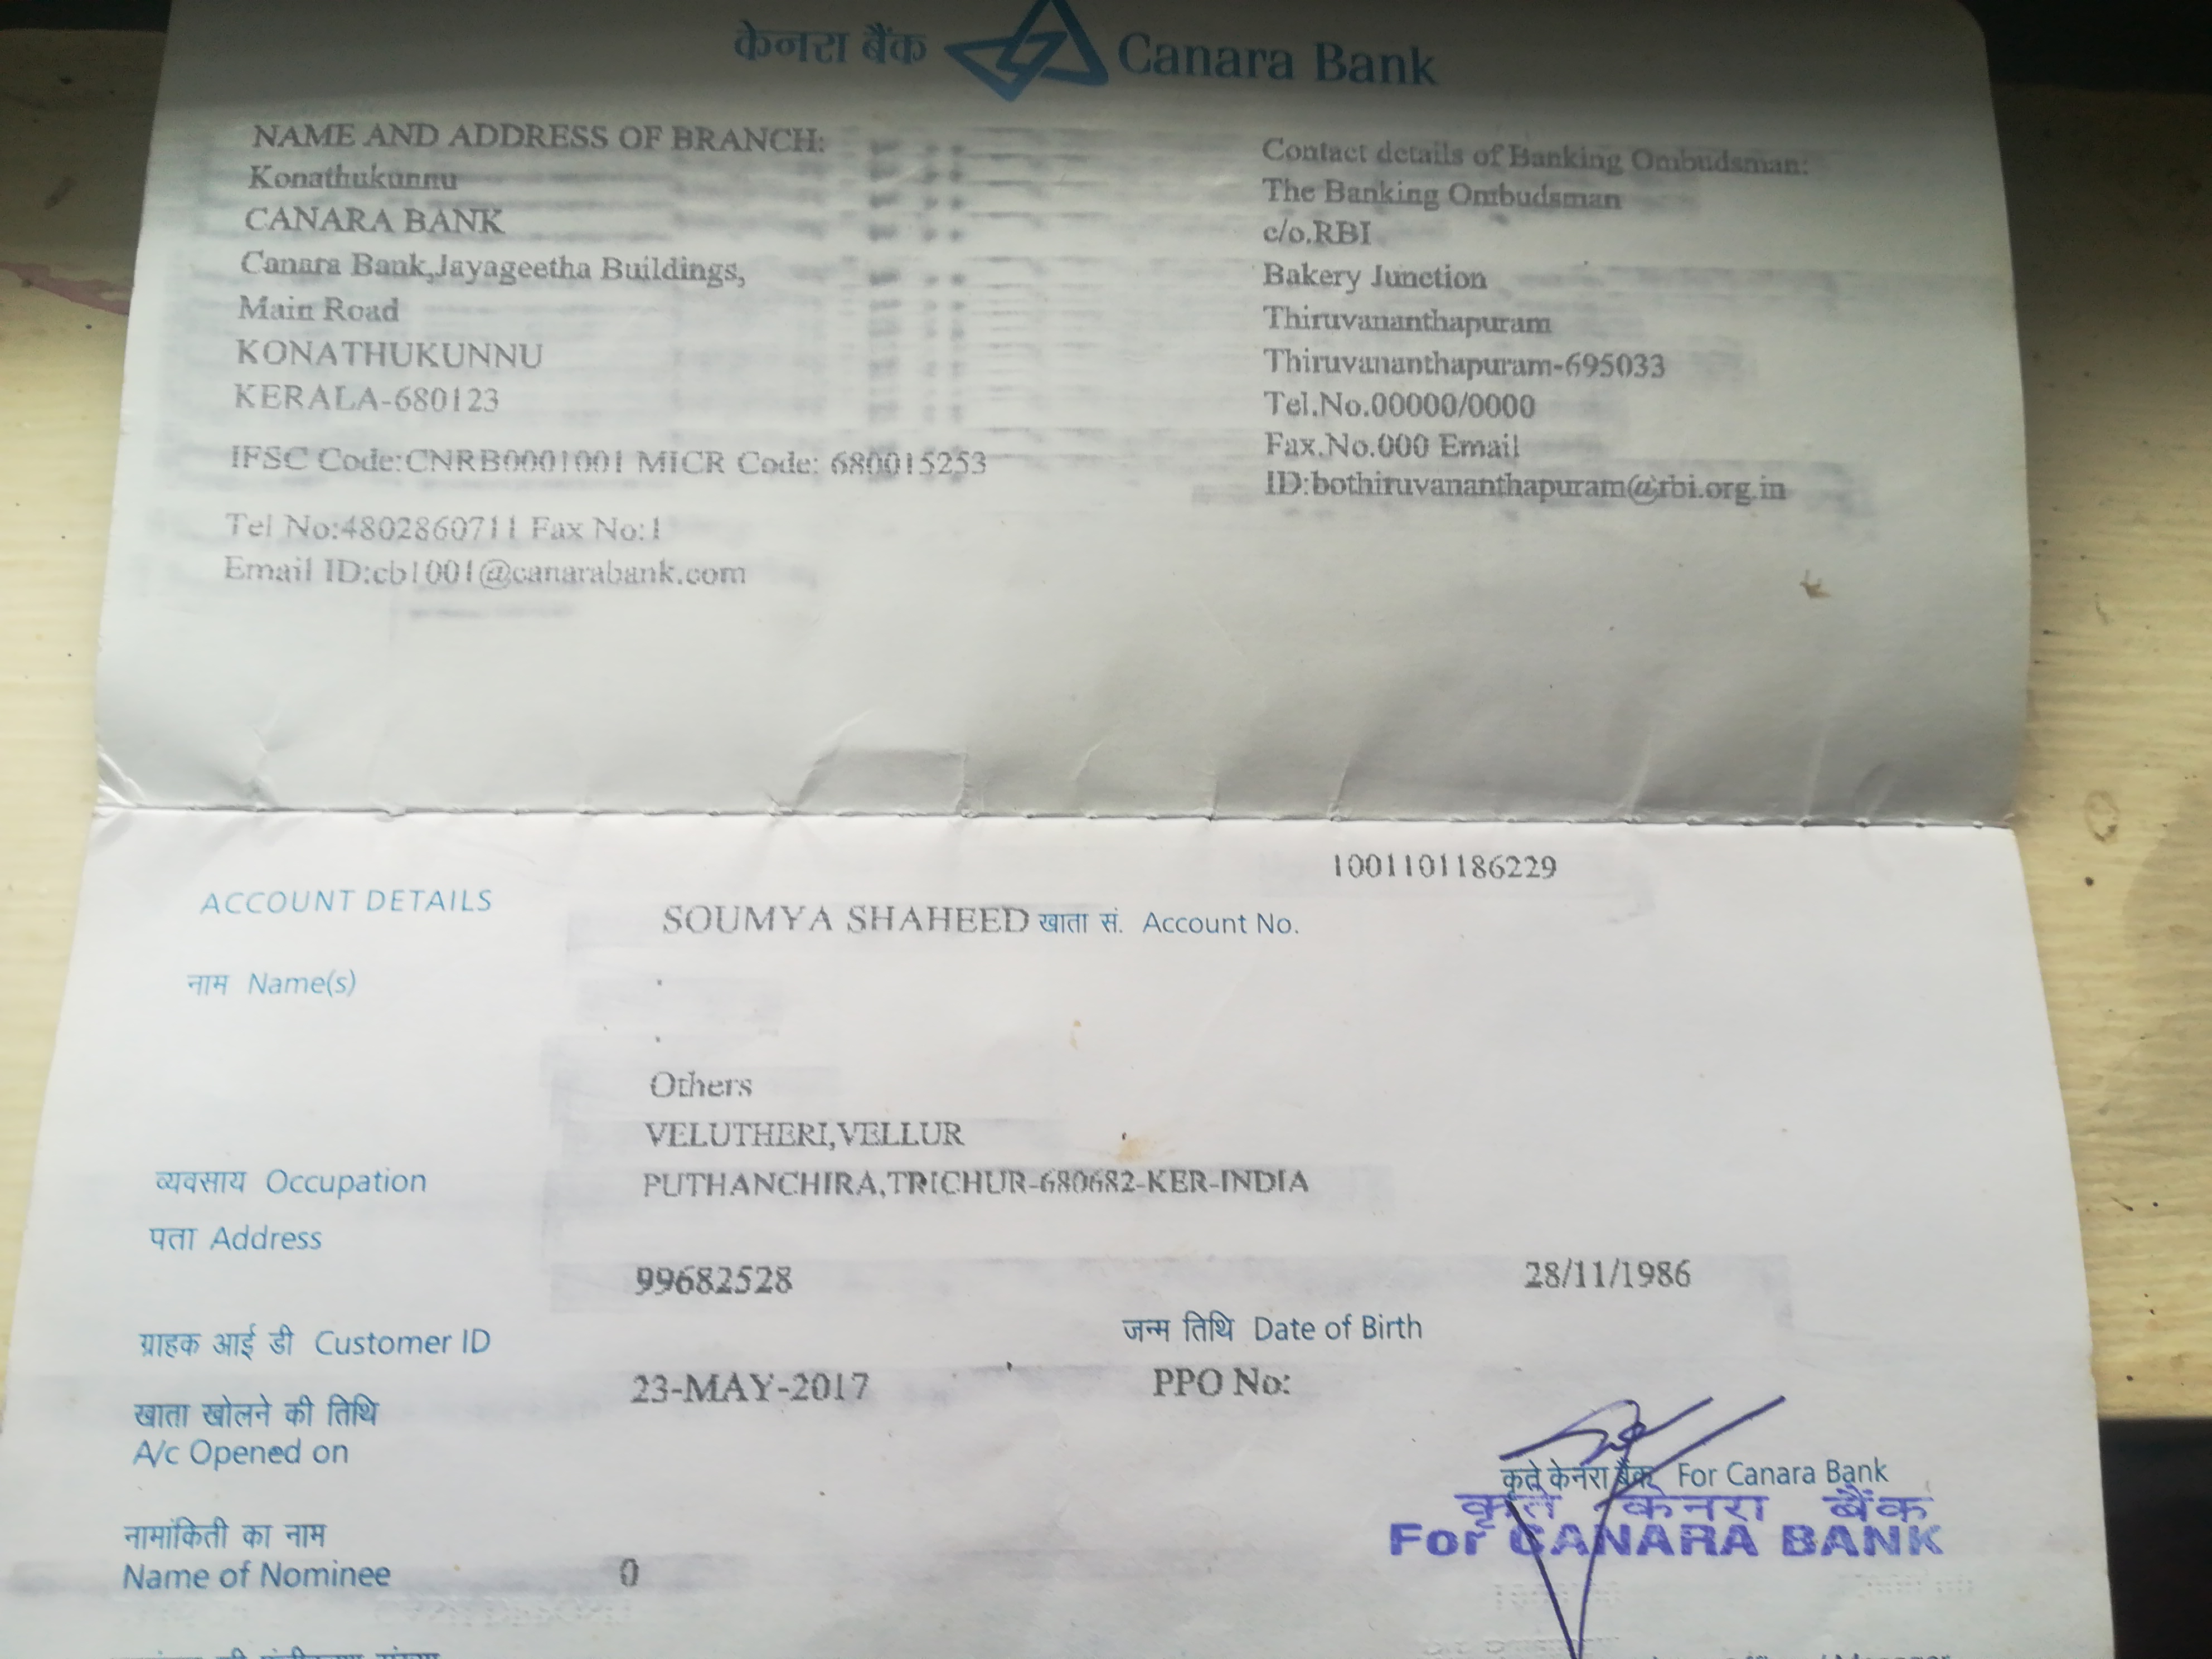 केनरा बैंक Canara Bank
NAME AND ADDRESS OF BRANCH:
Konathukunnu
CANARA BANK
Canara Bank,Jayageetha Buildings,
Main Road
KONATHUKUNNU
KERALA-680123
IFSC Code:CNRB0001001 MICR Code: 680015253
Tel No:4802860711 Fax No:1
Email ID:cb1001@canarabank.com
Contact details of Banking Ombudsman:
The Banking Ombudsman
c/o.RBI
Bakery Junction
Thiruvananthapuram
Thiruvananthapuram-695033
Tel.No.00000/0000
Fax.No.000 Email
ID:bothiruvananthapuram@rbi.org.in
1001101186229
ACCOUNT DETAILS
SOUMYA SHAHEED खाता सं. Account No.
नाम Name(s)
Others
VELUTHERI,VELLUR
व्यवसाय Occupation
PUTHANCHIRA,TRICHUR-680682-KER-INDIA
पता Address
99682528
28/11/1986
ग्राहक आई डी Customer ID
जन्म तिथि Date of Birth
23-MAY-2017
PPO No:
खाता खोलने की तिथि
A/c Opened on
कृते केनरा बैंक For Canara Bank
कृते केनरा बैंक
For CANARA BANK
नामांकिती का नाम
Name of Nominee 0